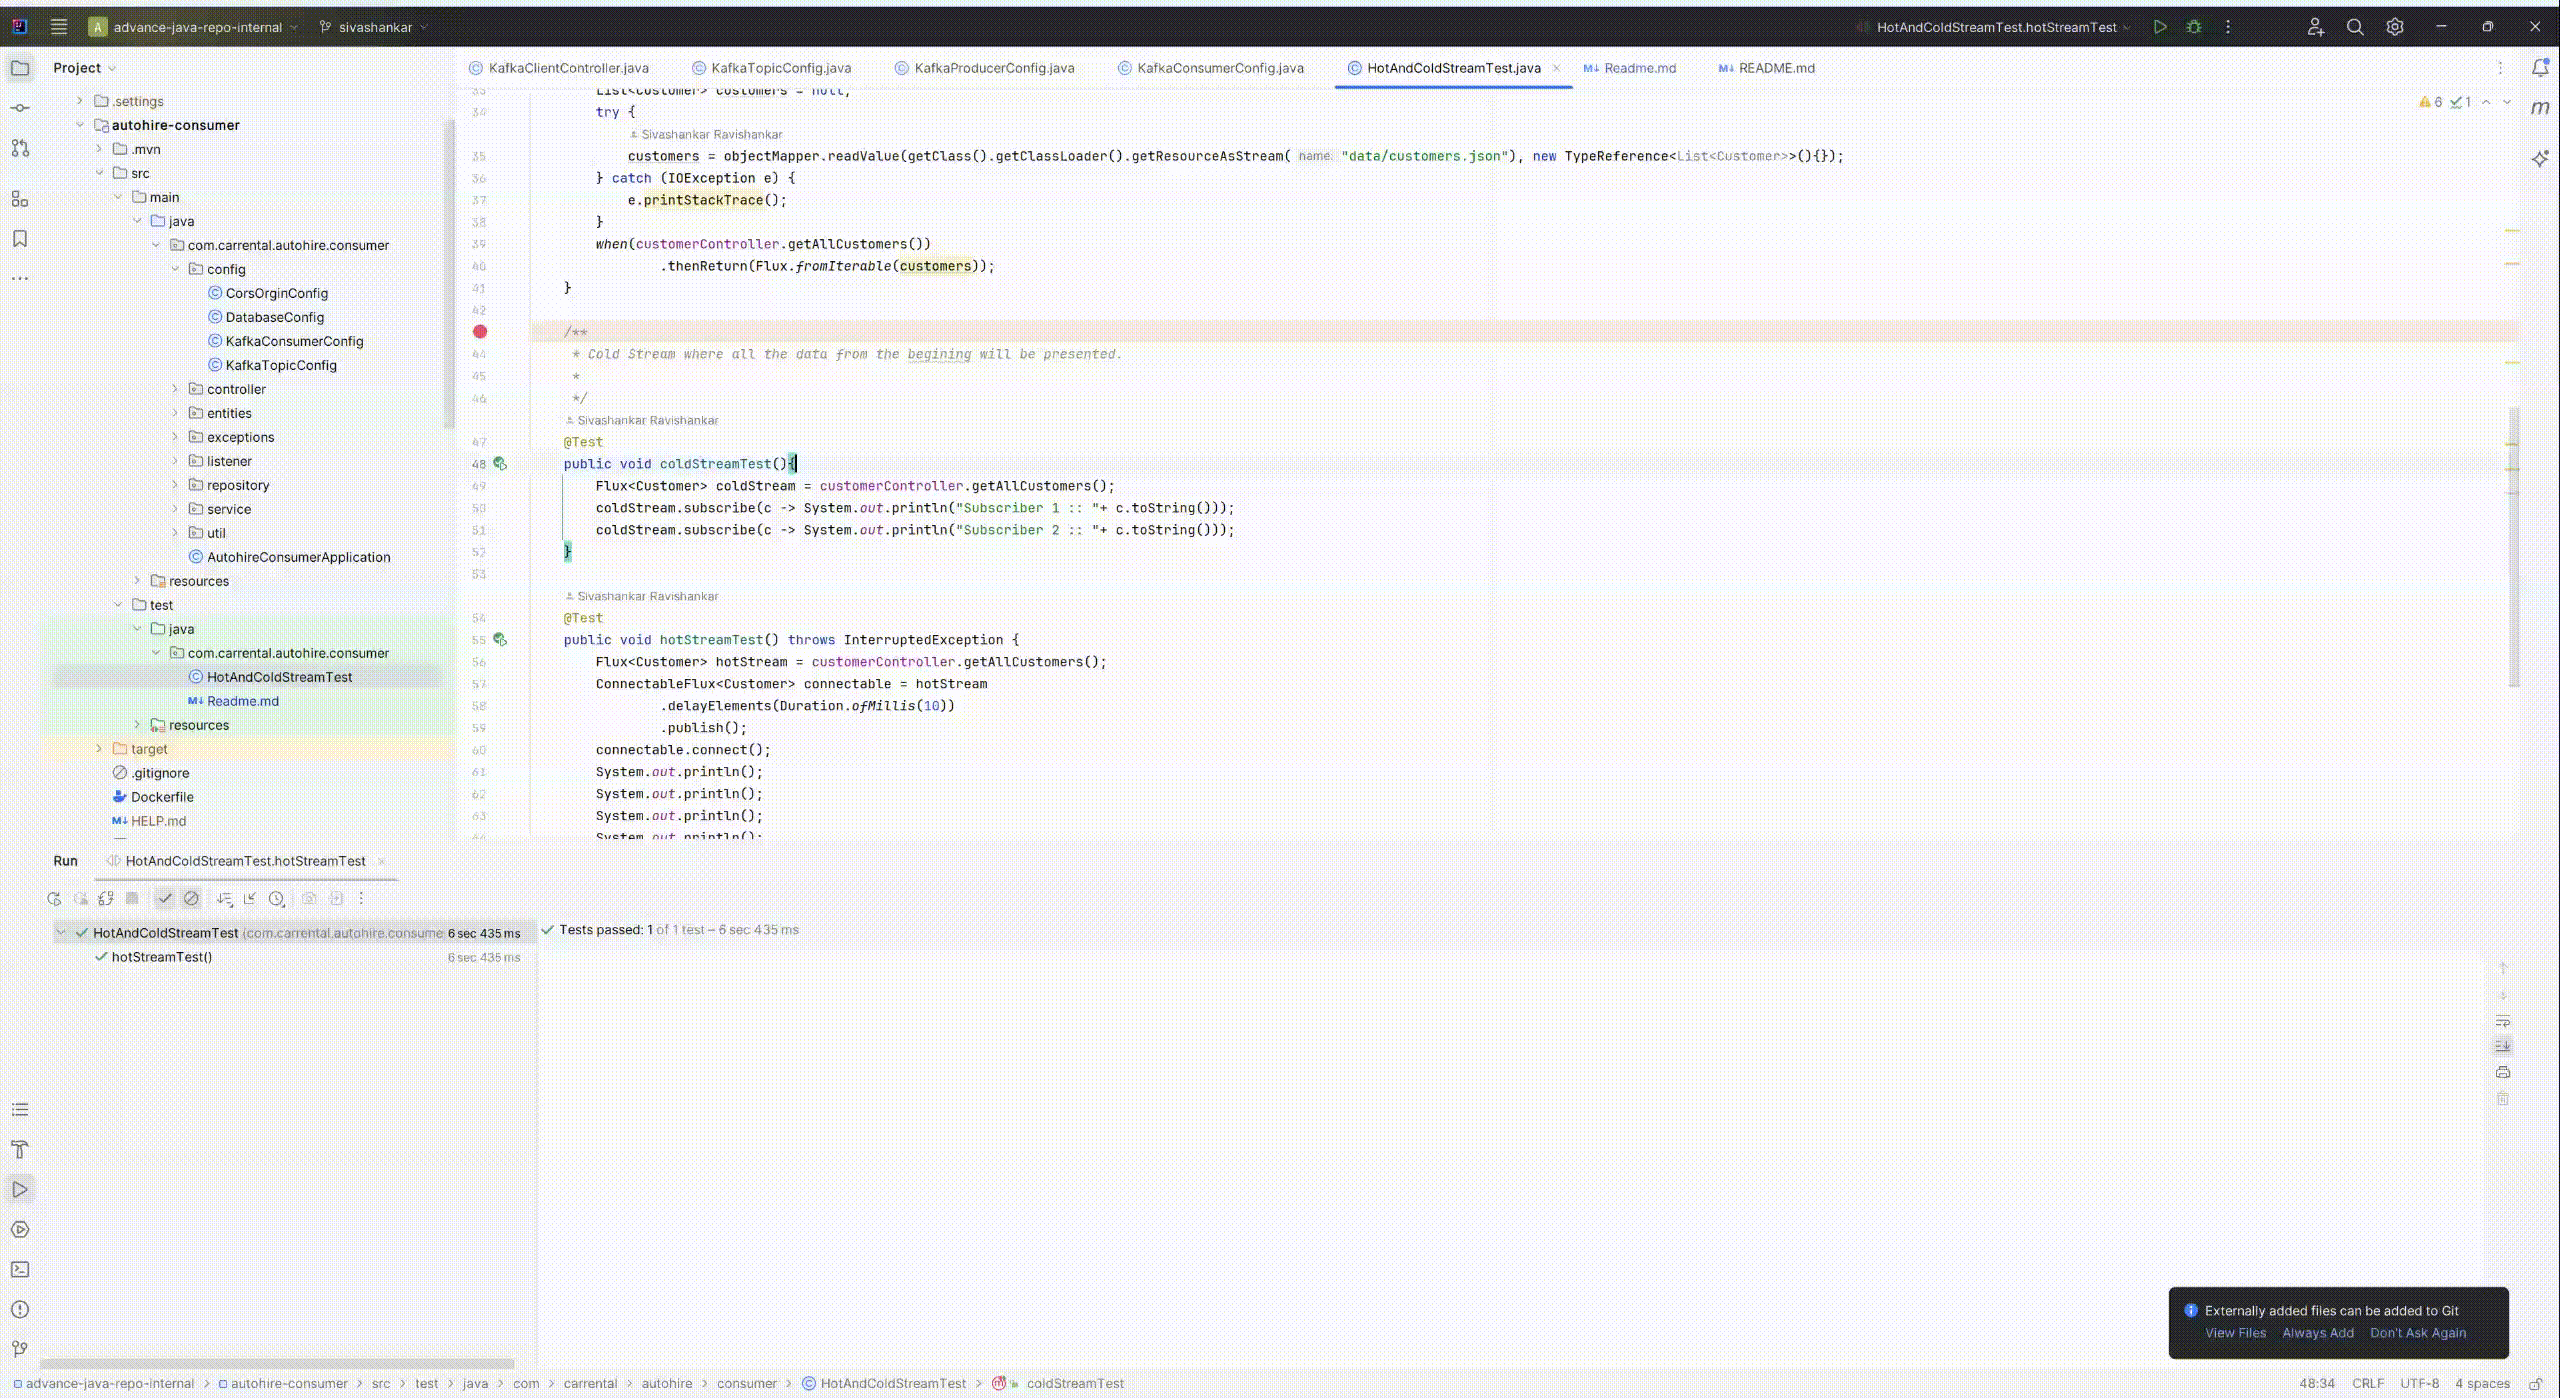 A advance-java-repo-internal sivashankar HotAndColdStreamTest.hotStreamTest
Project
.settings
autohire-consumer
.mvn
src
main
java
com.carrental.autohire.consumer
config
CorsOrginConfig
DatabaseConfig
KafkaConsumerConfig
KafkaTopicConfig
controller
entities
exceptions
listener
repository
service
util
AutohireConsumerApplication
resources
test
java
com.carrental.autohire.consumer
HotAndColdStreamTest
M↓ Readme.md
resources
target
.gitignore
Dockerfile
M↓ HELP.md
KafkaClientController.java KafkaTopicConfig.java KafkaProducerConfig.java KafkaConsumerConfig.java HotAndColdStreamTest.java M↓ Readme.md M↓ README.md
6 1
33 List<Customer> customers = null;
34 try {
Sivashankar Ravishankar
35 customers = objectMapper.readValue(getClass().getClassLoader().getResourceAsStream( name: "data/customers.json"), new TypeReference<List<Customer>>(){});
36 } catch (IOException e) {
37 e.printStackTrace();
38 }
39 when(customerController.getAllCustomers())
40 .thenReturn(Flux.fromIterable(customers));
41 }
42
/**
44 * Cold Stream where all the data from the begining will be presented.
45 *
46 */
Sivashankar Ravishankar
47 @Test
48 public void coldStreamTest(){
49 Flux<Customer> coldStream = customerController.getAllCustomers();
50 coldStream.subscribe(c -> System.out.println("Subscriber 1 :: "+ c.toString()));
51 coldStream.subscribe(c -> System.out.println("Subscriber 2 :: "+ c.toString()));
52 }
53
Sivashankar Ravishankar
54 @Test
55 public void hotStreamTest() throws InterruptedException {
56 Flux<Customer> hotStream = customerController.getAllCustomers();
57 ConnectableFlux<Customer> connectable = hotStream
58 .delayElements(Duration.ofMillis(10))
59 .publish();
60 connectable.connect();
61 System.out.println();
62 System.out.println();
63 System.out.println();
64 System.out.println();
Run HotAndColdStreamTest.hotStreamTest
HotAndColdStreamTest (com.carrental.autohire.consume 6 sec 435 ms
hotStreamTest() 6 sec 435 ms
Tests passed: 1 of 1 test – 6 sec 435 ms
Externally added files can be added to Git
View Files Always Add Don't Ask Again
advance-java-repo-internal > autohire-consumer > src > test > java > com > carrental > autohire > consumer > HotAndColdStreamTest > coldStreamTest
48:34 CRLF UTF-8 4 spaces